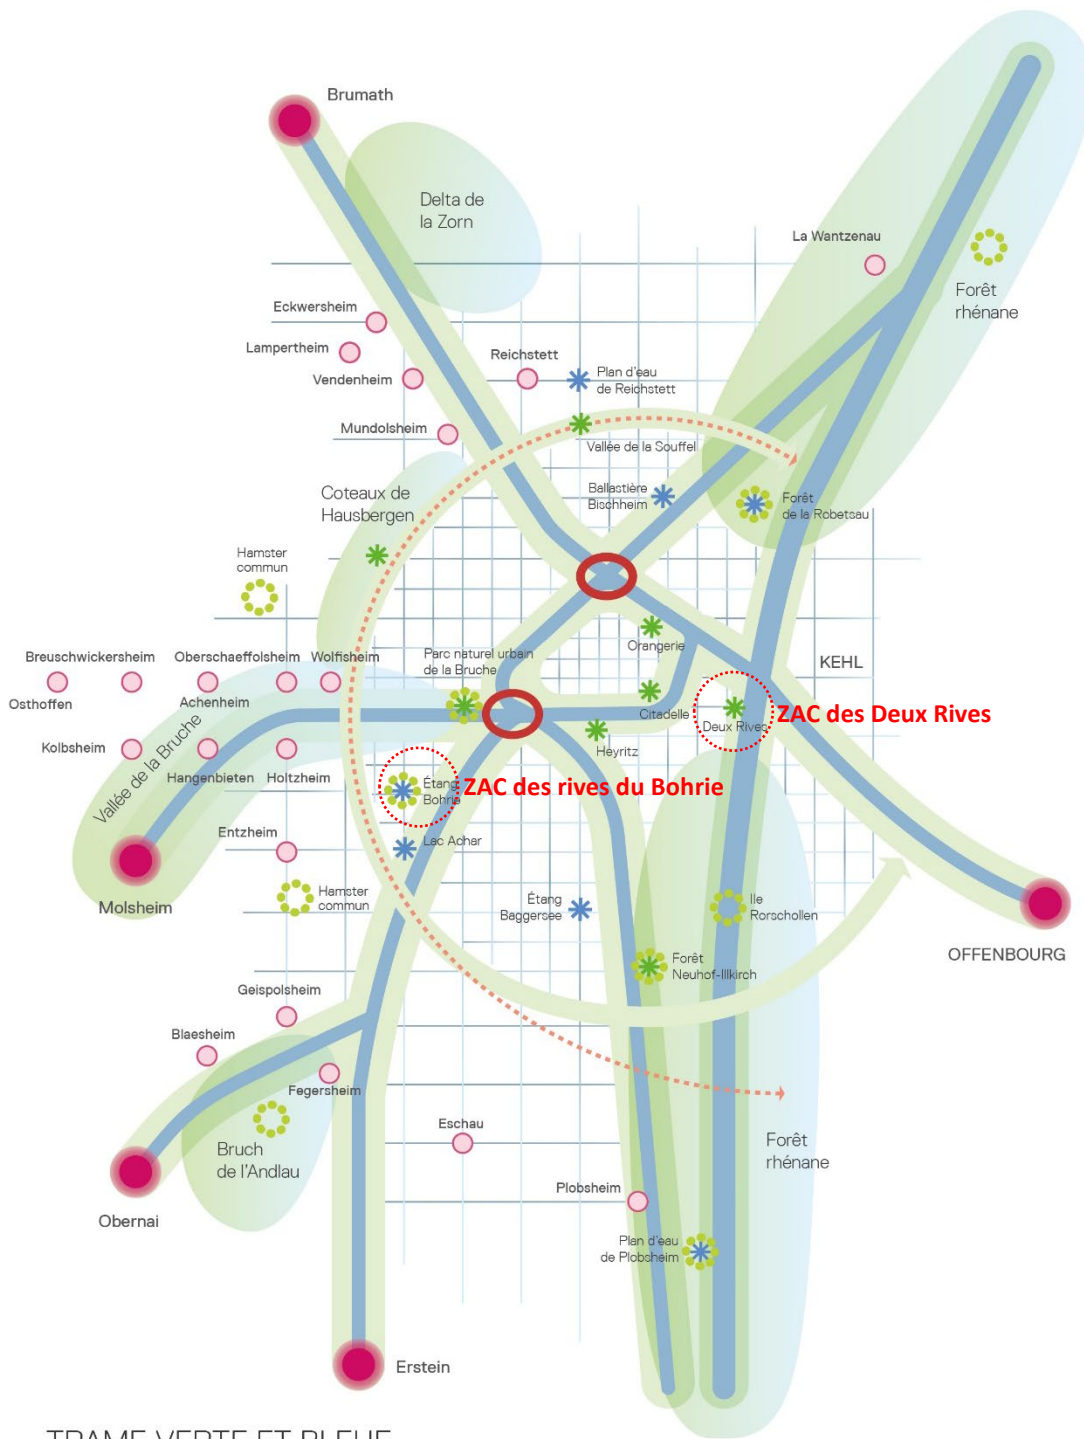 Brumath
Delta de
la Zorn
La Wantzenau
Forêt
rhénane
Eckwersheim
Lampertheim
Vendenheim
Reichstett
Plan d'eau
de Reichstett
Mundolsheim
Vallée de la Souffel
Coteaux de
Hausbergen
Ballastière
Bischheim
Forêt
de la Robetsau
Hamster
commun
Orangerie
Parc naturel urbain
de la Bruche
Breuschwickersheim
Oberschaeffolsheim
Wolfisheim
KEHL
Osthoffen
Achenheim
Citadelle
Deux Rives
ZAC des Deux Rives
Heyritz
Kolbsheim
Vallée de la Bruche
Hangenbieten
Holtzheim
Étang
Bohrie
ZAC des rives du Bohrie
Entzheim
Lac Achar
Molsheim
Hamster
commun
Étang
Baggersee
Ile
Rorschollen
OFFENBOURG
Forêt
Neuhof-Illkirch
Geispolsheim
Blaesheim
Fegersheim
Bruch
de l'Andlau
Eschau
Forêt
rhénane
Obernai
Plobsheim
Plan d'eau
de Plobsheim
Erstein
TRAME VERTE ET BLEUE